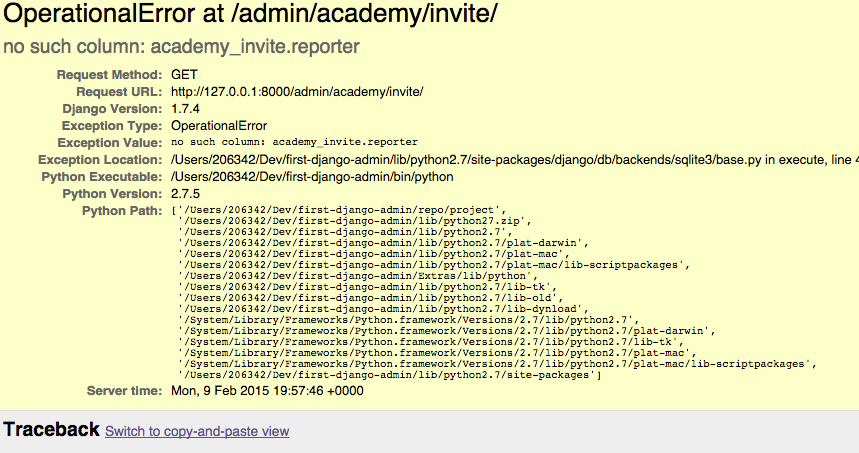 OperationalError at /admin/academy/invite/
no such column: academy_invite.reporter
Request Method: GET
Request URL: http://127.0.0.1:8000/admin/academy/invite/
Django Version: 1.7.4
Exception Type: OperationalError
Exception Value: no such column: academy_invite.reporter
Exception Location: /Users/206342/Dev/first-django-admin/lib/python2.7/site-packages/django/db/backends/sqlite3/base.py in execute, line 4
Python Executable: /Users/206342/Dev/first-django-admin/bin/python
Python Version: 2.7.5
Python Path: ['/Users/206342/Dev/first-django-admin/repo/project',
'/Users/206342/Dev/first-django-admin/lib/python27.zip',
'/Users/206342/Dev/first-django-admin/lib/python2.7',
'/Users/206342/Dev/first-django-admin/lib/python2.7/plat-darwin',
'/Users/206342/Dev/first-django-admin/lib/python2.7/plat-mac',
'/Users/206342/Dev/first-django-admin/lib/python2.7/plat-mac/lib-scriptpackages',
'/Users/206342/Dev/first-django-admin/Extras/lib/python',
'/Users/206342/Dev/first-django-admin/lib/python2.7/lib-tk',
'/Users/206342/Dev/first-django-admin/lib/python2.7/lib-old',
'/Users/206342/Dev/first-django-admin/lib/python2.7/lib-dynload',
'/System/Library/Frameworks/Python.framework/Versions/2.7/lib/python2.7',
'/System/Library/Frameworks/Python.framework/Versions/2.7/lib/python2.7/plat-darwin',
'/System/Library/Frameworks/Python.framework/Versions/2.7/lib/python2.7/lib-tk',
'/System/Library/Frameworks/Python.framework/Versions/2.7/lib/python2.7/plat-mac',
'/System/Library/Frameworks/Python.framework/Versions/2.7/lib/python2.7/plat-mac/lib-scriptpackages',
'/Users/206342/Dev/first-django-admin/lib/python2.7/site-packages']
Server time: Mon, 9 Feb 2015 19:57:46 +0000
Traceback Switch to copy-and-paste view